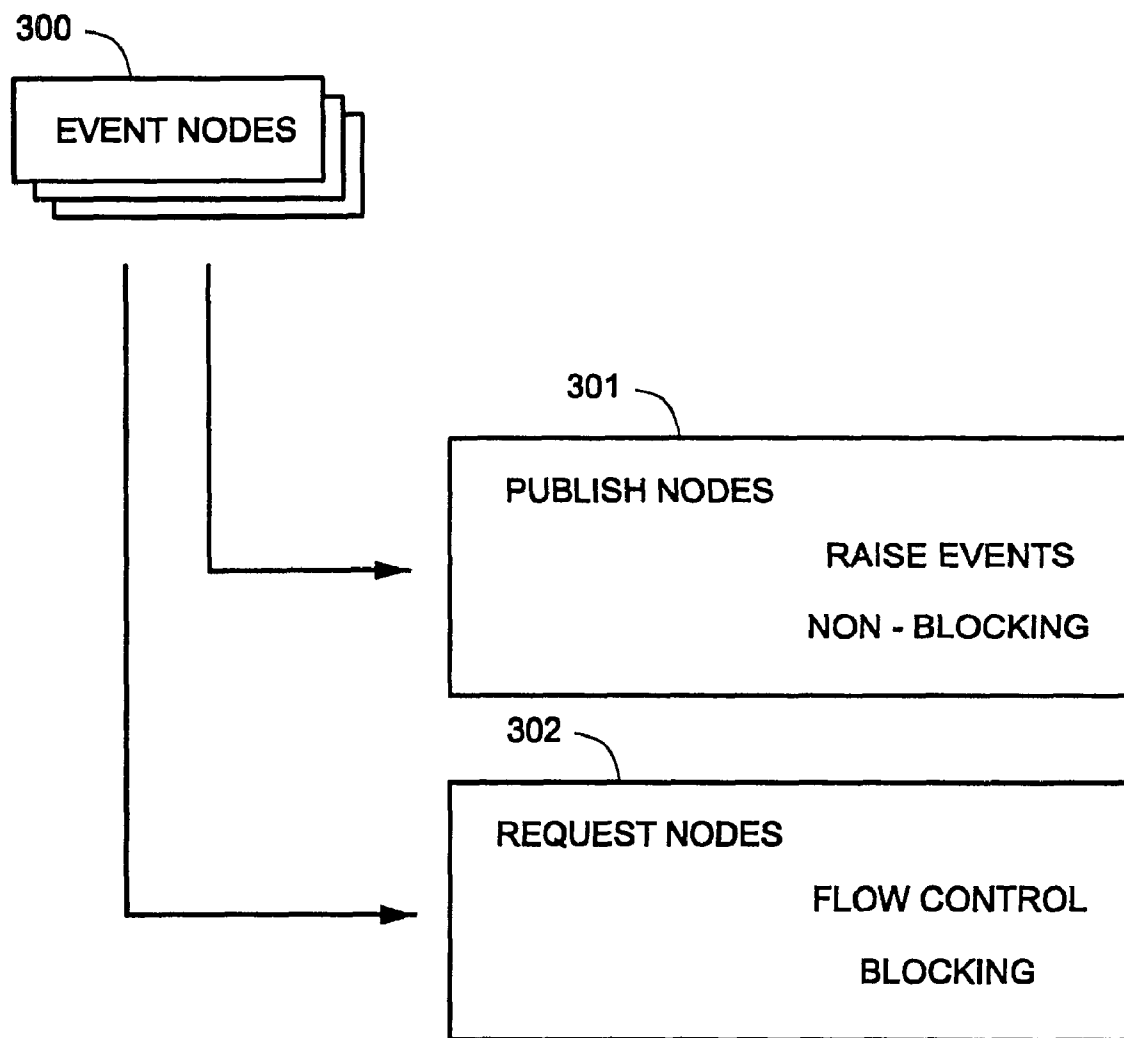 300
EVENT NODES
301
PUBLISH NODES
RAISE EVENTS
NON - BLOCKING
302
REQUEST NODES
FLOW CONTROL
BLOCKING